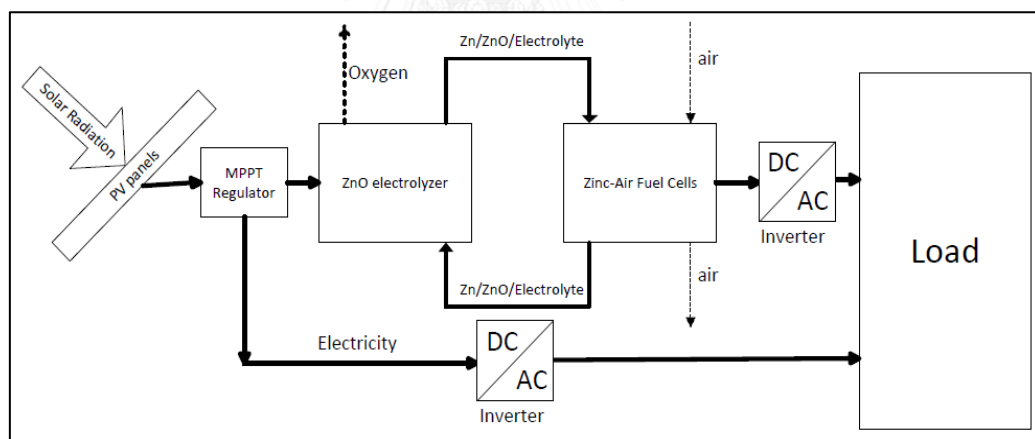 Solar Radiation
PV panels
MPPT
Regulator
Oxygen
ZnO electrolyzer
Zn/ZnO/Electrolyte
Zn/ZnO/Electrolyte
air
Zinc-Air Fuel Cells
air
DC
AC
Inverter
Load
Electricity
DC
AC
Inverter